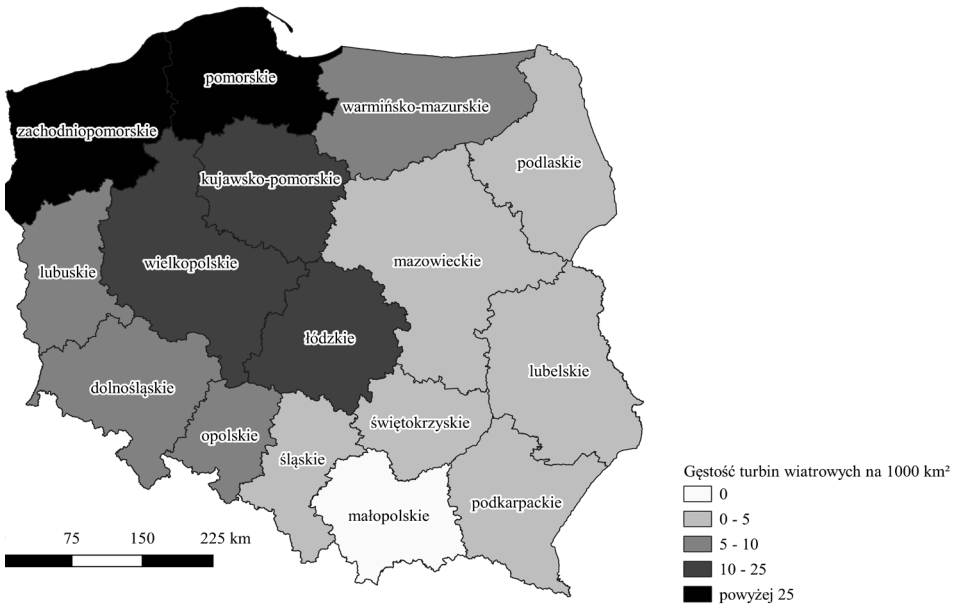 pomorskie
warmińsko-mazurskie
zachodniopomorskie
podlaskie
kujawsko-pomorskie
mazowieckie
wielkopolskie
lubuskie
łódzkie
lubelskie
dolnośląskie
świętokrzyskie
opolskie
śląskie
podkarpackie
małopolskie
75 150 225 km
Gęstość turbin wiatrowych na 1000 km²
0
0 - 5
5 - 10
10 - 25
powyżej 25